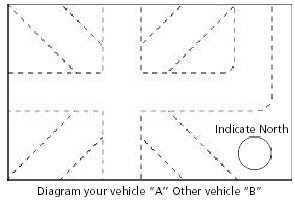 Indicate North
Diagram your vehicle "A" Other vehicle "B"